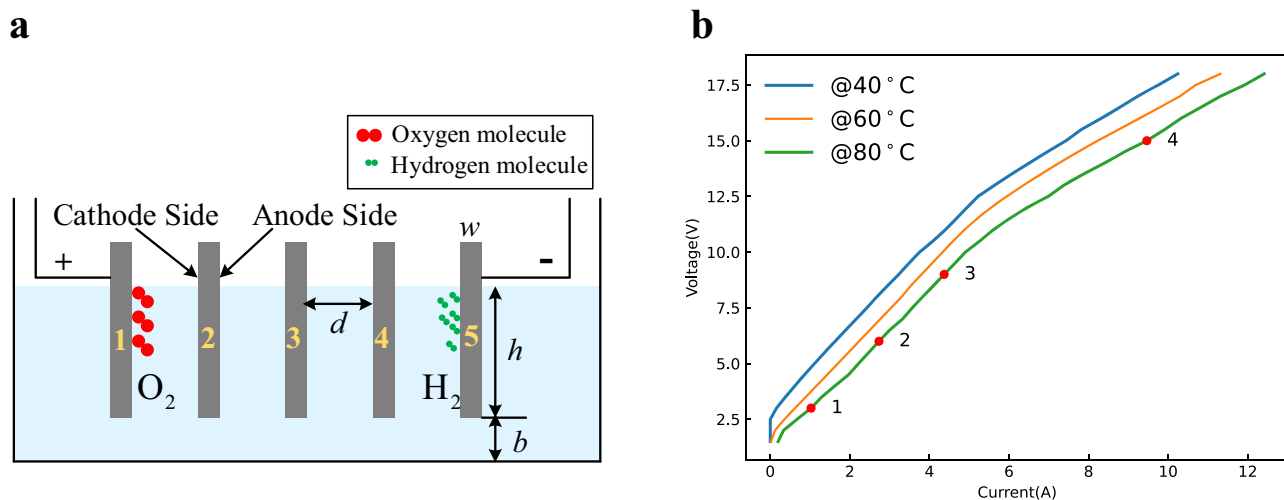 a
Oxygen molecule
Hydrogen molecule
Cathode Side
Anode Side
w
+
-
1
2
3
4
5
d
h
O₂
H₂
b
b
@40°C
@60°C
@80°C
17.5
15.0
12.5
10.0
7.5
5.0
2.5
Voltage(V)
4
3
2
1
0 2 4 6 8 10 12
Current(A)